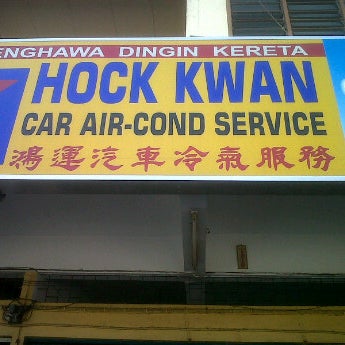 ENGHAWA DINGIN KERETA
HOCK KWAN
CAR AIR-COND SERVICE
鴻運汽車冷氣服務